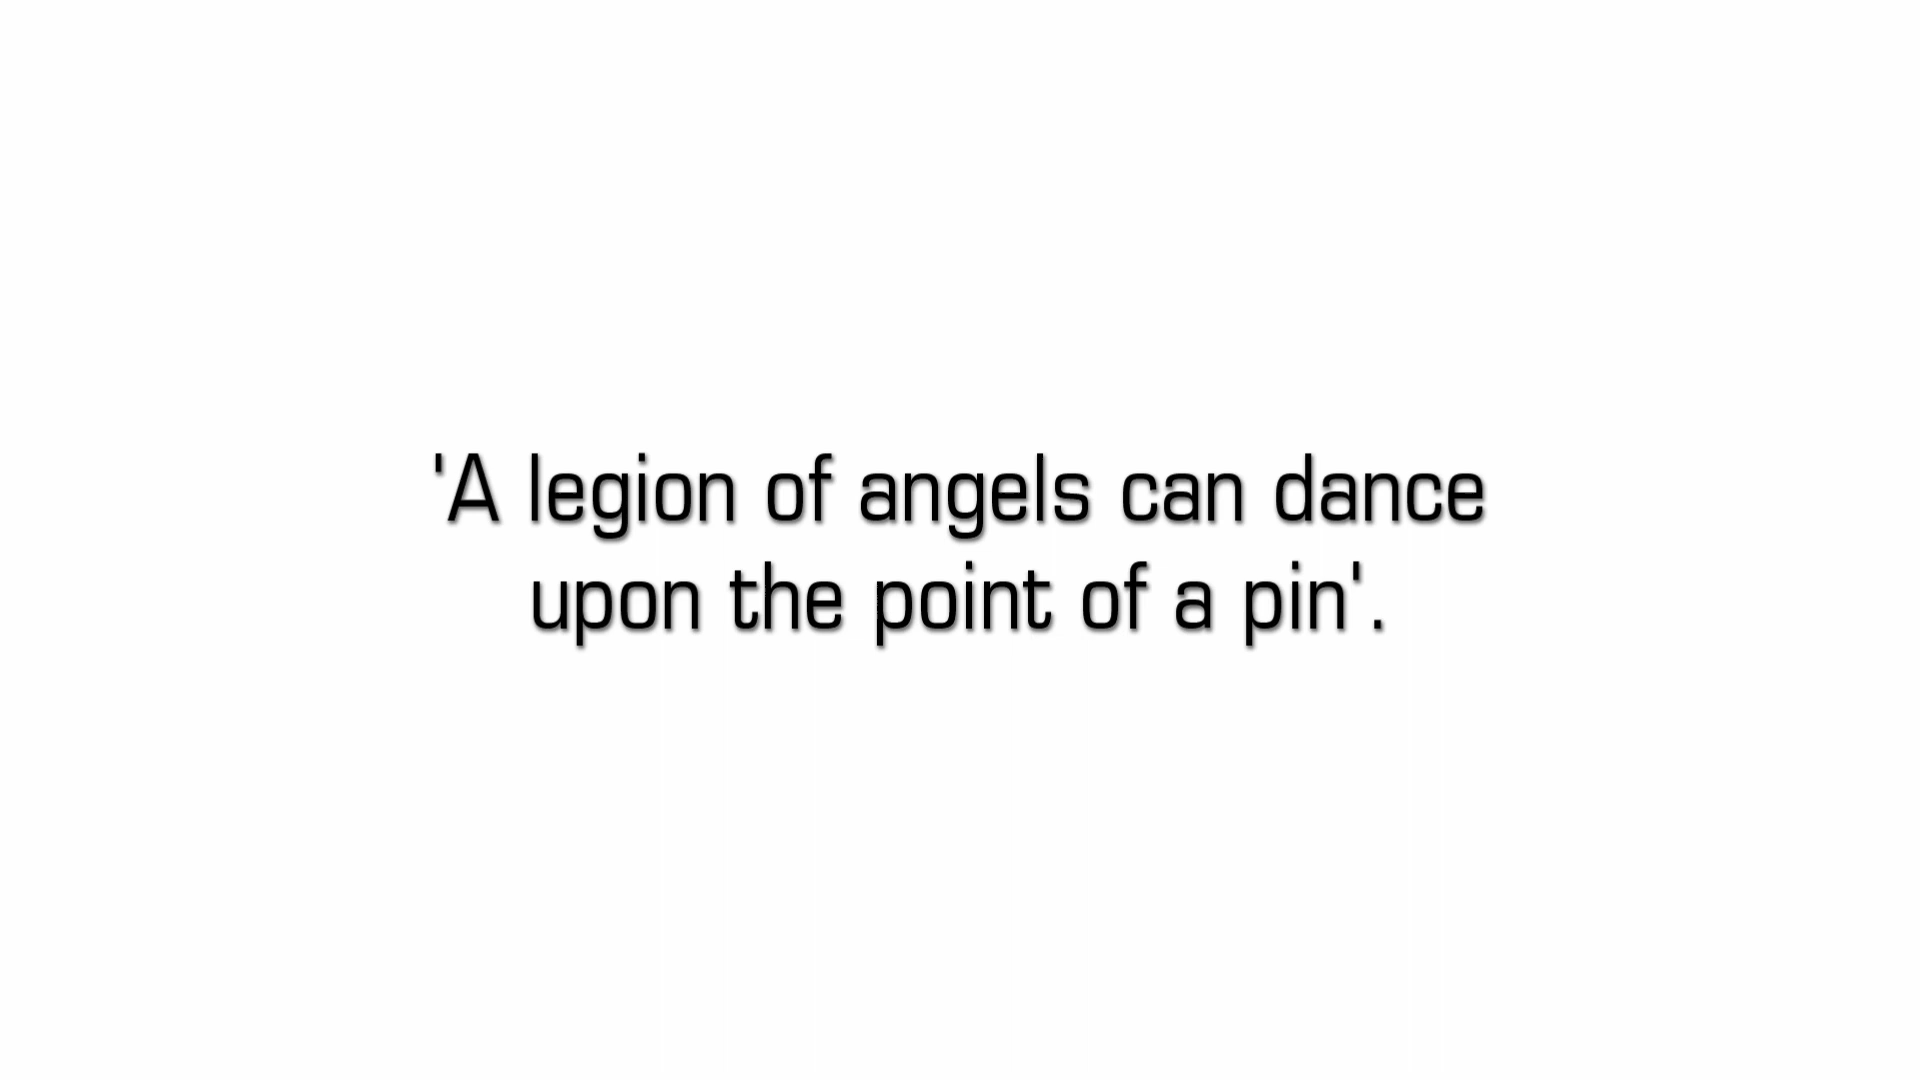 'A legion of angels can dance
upon the point of a pin'.